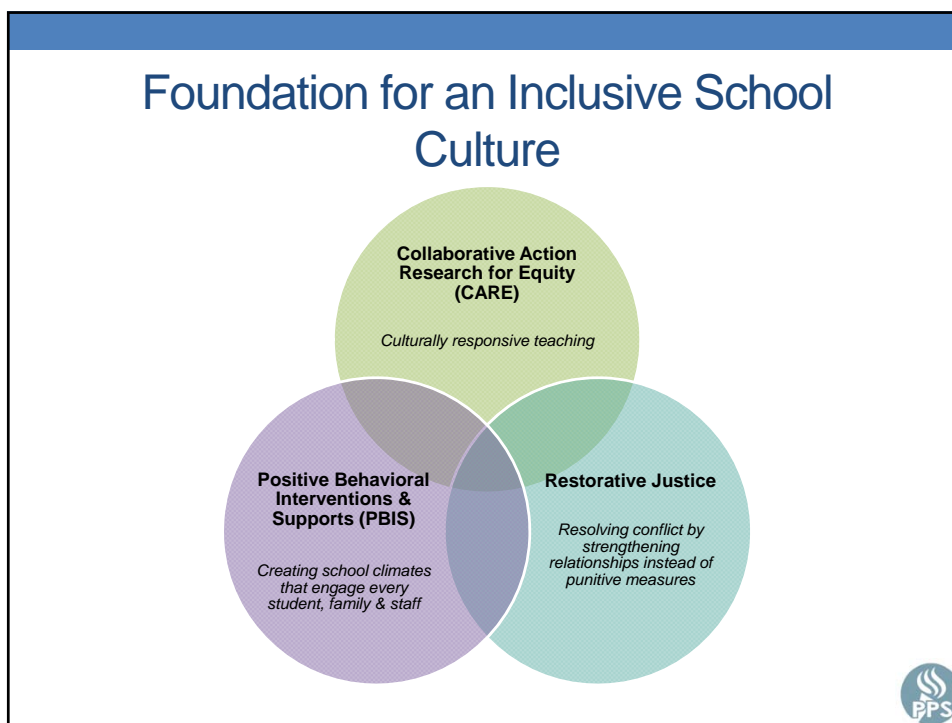 Foundation for an Inclusive School
Culture
Collaborative Action
Research for Equity
(CARE)
Culturally responsive teaching
Positive Behavioral
Interventions &
Supports (PBIS)
Creating school climates
that engage every
student, family & staff
Restorative Justice
Resolving conflict by
strengthening
relationships instead of
punitive measures
PPS